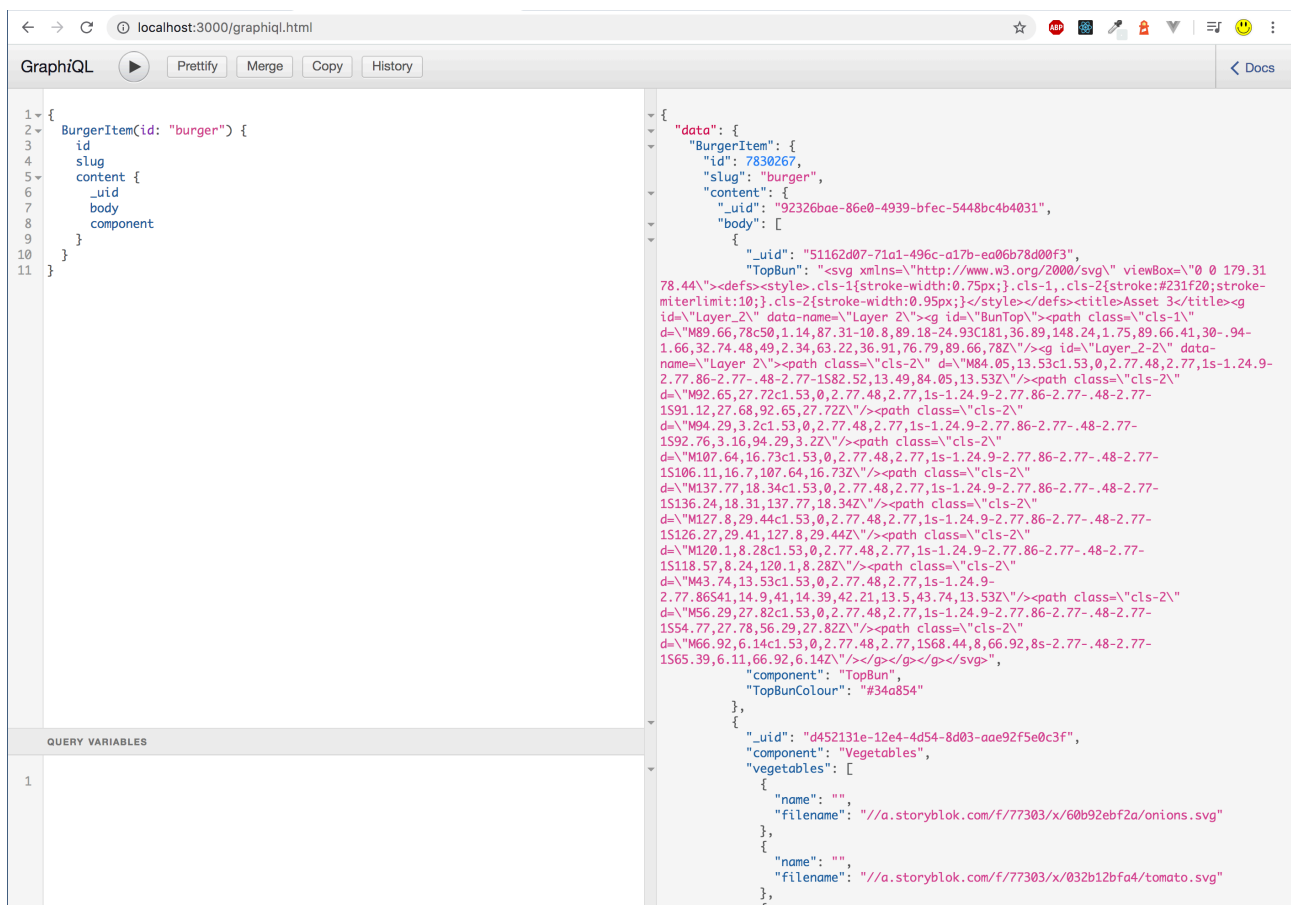 localhost:3000/graphiql.html
ABP
GraphiQL
Prettify
Merge
Copy
History
Docs
1 {
2 BurgerItem(id: "burger") {
3 id
4 slug
5 content {
6 _uid
7 body
8 component
9 }
10 }
11 }
QUERY VARIABLES
1
{
"data": {
"BurgerItem": {
"id": 7830267,
"slug": "burger",
"content": {
"_uid": "92326bae-86e0-4939-bfec-5448bc4b4031",
"body": [
{
"_uid": "51162d07-71a1-496c-a17b-ea06b78d00f3",
"TopBun": "<svg xmlns=\"http://www.w3.org/2000/svg\" viewBox=\"0 0 179.31
78.44\"><defs><style>.cls-1{stroke-width:0.75px;}.cls-1,.cls-2{stroke:#231f20;stroke-
miterlimit:10;}.cls-2{stroke-width:0.95px;}</style></defs><title>Asset 3</title><g
id=\"Layer_2\" data-name=\"Layer 2\"><g id=\"BunTop\"><path class=\"cls-1\"
d=\"M89.66,78c50,1.14,87.31-10.8,89.18-24.93C181,36.89,148.24,1.75,89.66.41,30-.94-
1.66,32.74.48,49,2.34,63.22,36.91,76.79,89.66,78Z\"/><g id=\"Layer_2-2\" data-
name=\"Layer 2\"><path class=\"cls-2\" d=\"M84.05,13.53c1.53,0,2.77.48,2.77,1s-1.24.9-
2.77.86-2.77-.48-2.77-1S82.52,13.49,84.05,13.53Z\"/><path class=\"cls-2\"
d=\"M92.65,27.72c1.53,0,2.77.48,2.77,1s-1.24.9-2.77.86-2.77-.48-2.77-
1S91.12,27.68,92.65,27.72Z\"/><path class=\"cls-2\"
d=\"M94.29,3.2c1.53,0,2.77.48,2.77,1s-1.24.9-2.77.86-2.77-.48-2.77-
1S92.76,3.16,94.29,3.2Z\"/><path class=\"cls-2\"
d=\"M107.64,16.73c1.53,0,2.77.48,2.77,1s-1.24.9-2.77.86-2.77-.48-2.77-
1S106.11,16.7,107.64,16.73Z\"/><path class=\"cls-2\"
d=\"M137.77,18.34c1.53,0,2.77.48,2.77,1s-1.24.9-2.77.86-2.77-.48-2.77-
1S136.24,18.31,137.77,18.34Z\"/><path class=\"cls-2\"
d=\"M127.8,29.44c1.53,0,2.77.48,2.77,1s-1.24.9-2.77.86-2.77-.48-2.77-
1S126.27,29.41,127.8,29.44Z\"/><path class=\"cls-2\"
d=\"M120.1,8.28c1.53,0,2.77.48,2.77,1s-1.24.9-2.77.86-2.77-.48-2.77-
1S118.57,8.24,120.1,8.28Z\"/><path class=\"cls-2\"
d=\"M43.74,13.53c1.53,0,2.77.48,2.77,1s-1.24.9-
2.77.86S41,14.9,41,14.39,42.21,13.5,43.74,13.53Z\"/><path class=\"cls-2\"
d=\"M56.29,27.82c1.53,0,2.77.48,2.77,1s-1.24.9-2.77.86-2.77-.48-2.77-
1S54.77,27.78,56.29,27.82Z\"/><path class=\"cls-2\"
d=\"M66.92,6.14c1.53,0,2.77.48,2.77,1S68.44,8,66.92,8s-2.77-.48-2.77-
1S65.39,6.11,66.92,6.14Z\"/></g></g></g></svg>",
"component": "TopBun",
"TopBunColour": "#34a854"
},
{
"_uid": "d452131e-12e4-4d54-8d03-aae92f5e0c3f",
"component": "Vegetables",
"vegetables": [
{
"name": "",
"filename": "//a.storyblok.com/f/77303/x/60b92ebf2a/onions.svg"
},
{
"name": "",
"filename": "//a.storyblok.com/f/77303/x/032b12bfa4/tomato.svg"
},